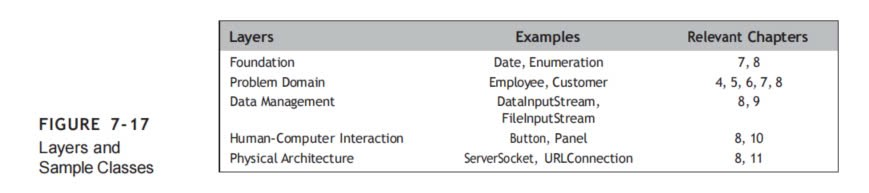 Layers Examples Relevant Chapters
Foundation Date, Enumeration 7, 8
Problem Domain Employee, Customer 4, 5, 6, 7, 8
Data Management DataInputStream, 8, 9
FileInputStream
Human-Computer Interaction Button, Panel 8, 10
Physical Architecture ServerSocket, URLConnection 8, 11
FIGURE 7-17
Layers and
Sample Classes